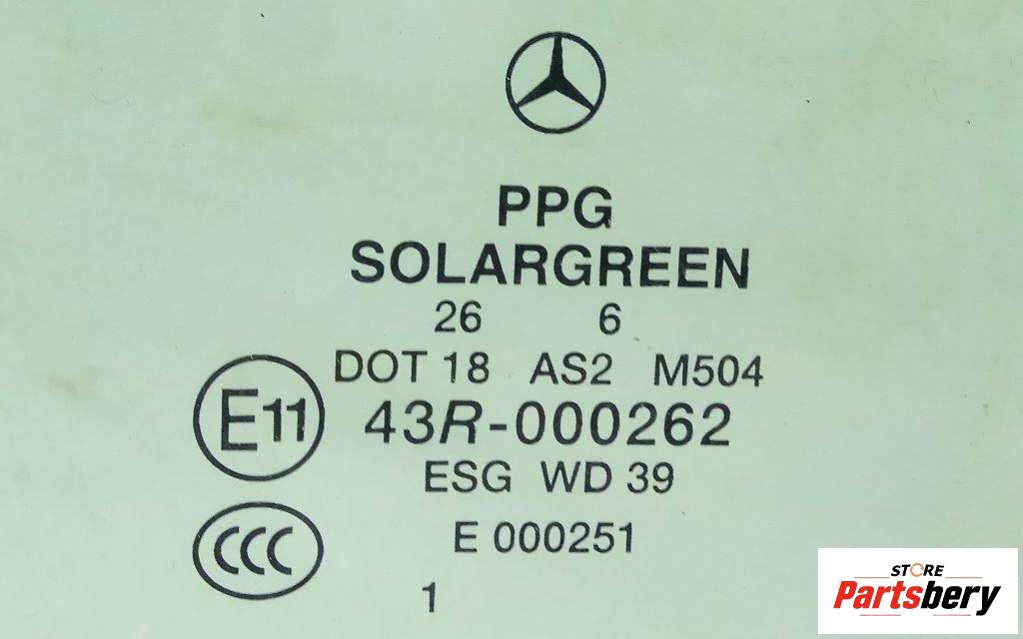 PPG
SOLARGREEN
26 6
DOT 18 AS2 M504
E11 43R-000262
ESG WD 39
CCC E 000251
1
STORE
Partsbery